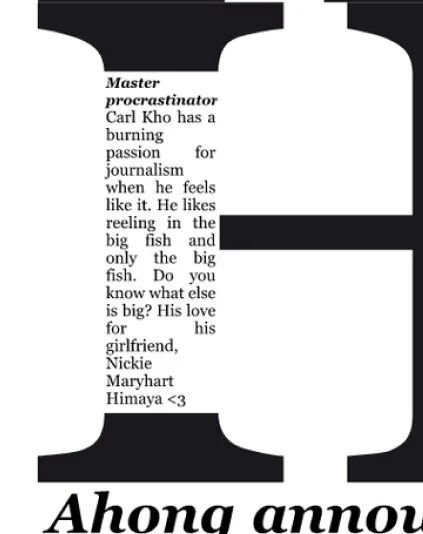 Master
procrastinator
Carl Kho has a
burning
passion for
journalism
when he feels
like it. He likes
reeling in the
big fish and
only the big
fish. Do you
know what else
is big? His love
for his
girlfriend,
Nickie
Maryhart
Himaya <3
Ahong annou